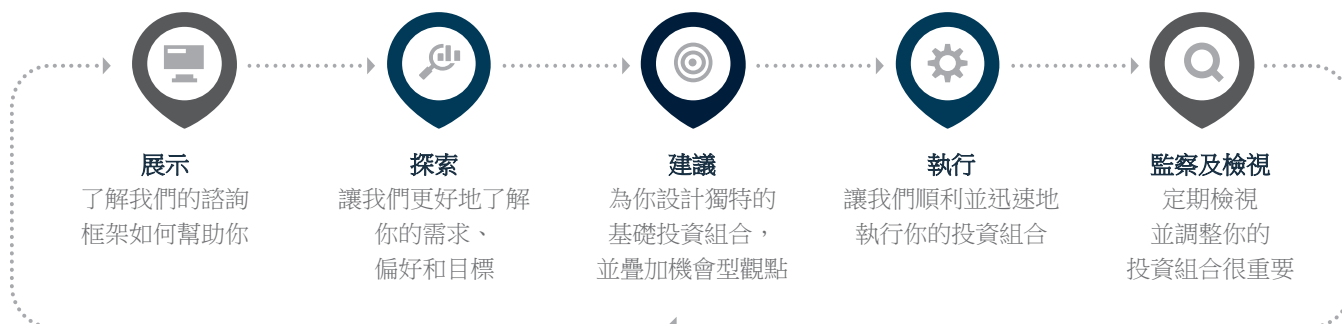 展示
了解我們的諮詢
框架如何幫助你
探索
讓我們更好地了解
你的需求、
偏好和目標
建議
為你設計獨特的
基礎投資組合，
並疊加機會型觀點
執行
讓我們順利並迅速地
執行你的投資組合
監察及檢視
定期檢視
並調整你的
投資組合很重要